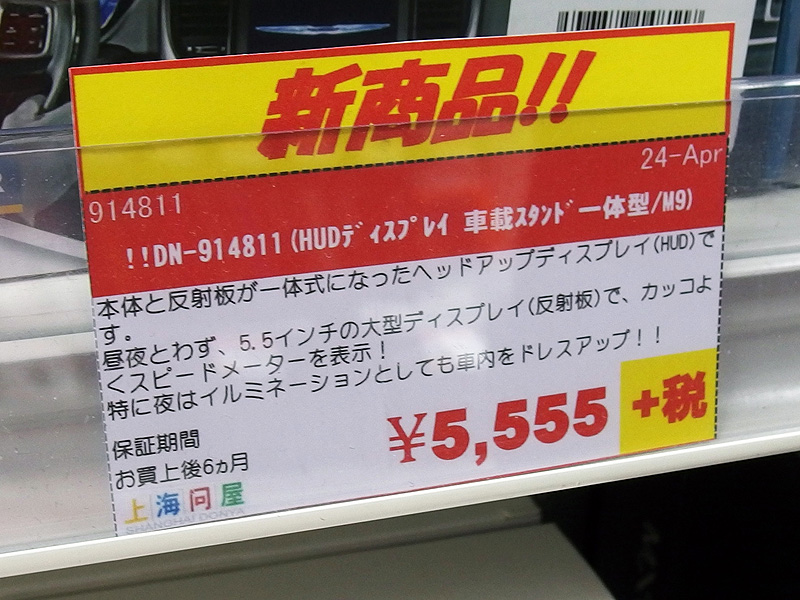 新商品!!
24-Apr
914811
!!DN-914811(HUDﾃﾞｨｽﾌﾟﾚｲ 車載ｽﾀﾝﾄﾞ一体型/M9)
本体と反射板が一体式になったヘッドアップディスプレイ(HUD)で
す。
昼夜とわず、5.5インチの大型ディスプレイ(反射板)で、カッコよ
くスピードメーターを表示！
特に夜はイルミネーションとしても車内をドレスアップ！！
¥5,555 +税
保証期間
お買上後6ヵ月
上海问屋
SHANGHAI DONYA